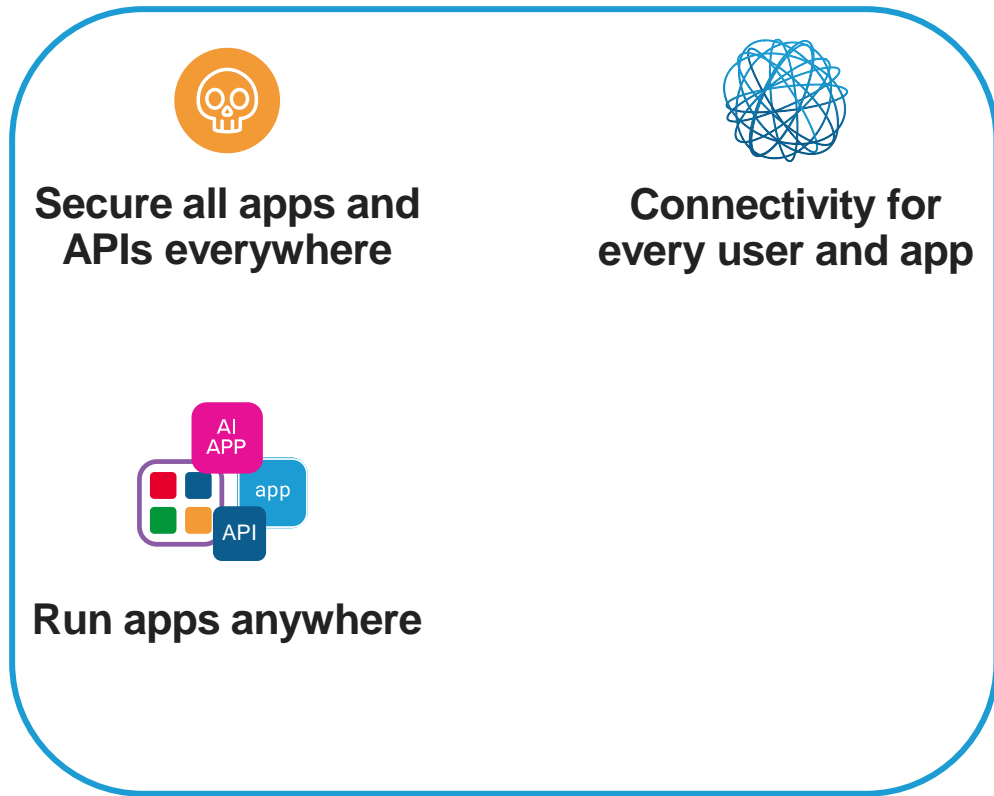 Secure all apps and
APIs everywhere
Connectivity for
every user and app
AI
APP
app
API
Run apps anywhere